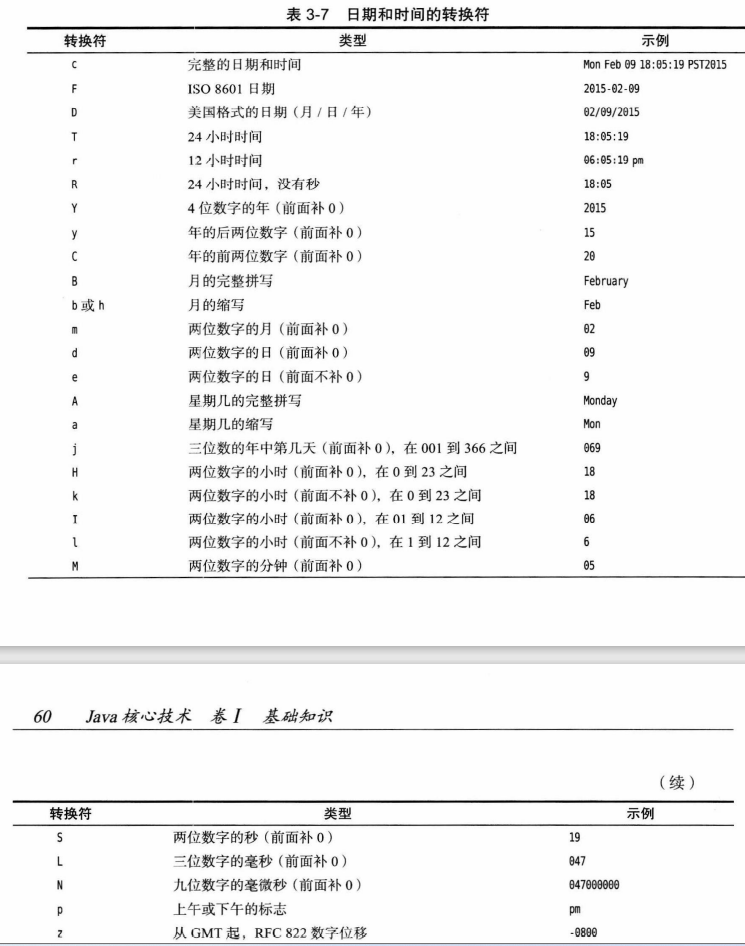 表 3-7 日期和时间的转换符
转换符 类型 示例
c 完整的日期和时间 Mon Feb 09 18:05:19 PST2015
F ISO 8601 日期 2015-02-09
D 美国格式的日期（月 / 日 / 年） 02/09/2015
T 24 小时时间 18:05:19
r 12 小时时间 06:05:19 pm
R 24 小时时间，没有秒 18:05
Y 4 位数字的年（前面补 0） 2015
y 年的后两位数字（前面补 0） 15
C 年的前两位数字（前面补 0） 20
B 月的完整拼写 February
b 或 h 月的缩写 Feb
m 两位数字的月（前面补 0） 02
d 两位数字的日（前面补 0） 09
e 两位数字的日（前面不补 0） 9
A 星期几的完整拼写 Monday
a 星期几的缩写 Mon
j 三位数的年中第几天（前面补 0），在 001 到 366 之间 069
H 两位数字的小时（前面补 0），在 0 到 23 之间 18
k 两位数字的小时（前面不补 0），在 0 到 23 之间 18
I 两位数字的小时（前面补 0），在 01 到 12 之间 06
l 两位数字的小时（前面不补 0），在 1 到 12 之间 6
M 两位数字的分钟（前面补 0） 05
60 Java 核心技术 卷 I 基础知识
（续）
转换符 类型 示例
S 两位数字的秒（前面补 0） 19
L 三位数字的毫秒（前面补 0） 047
N 九位数字的毫微秒（前面补 0） 047000000
p 上午或下午的标志 pm
z 从 GMT 起，RFC 822 数字位移 -0800